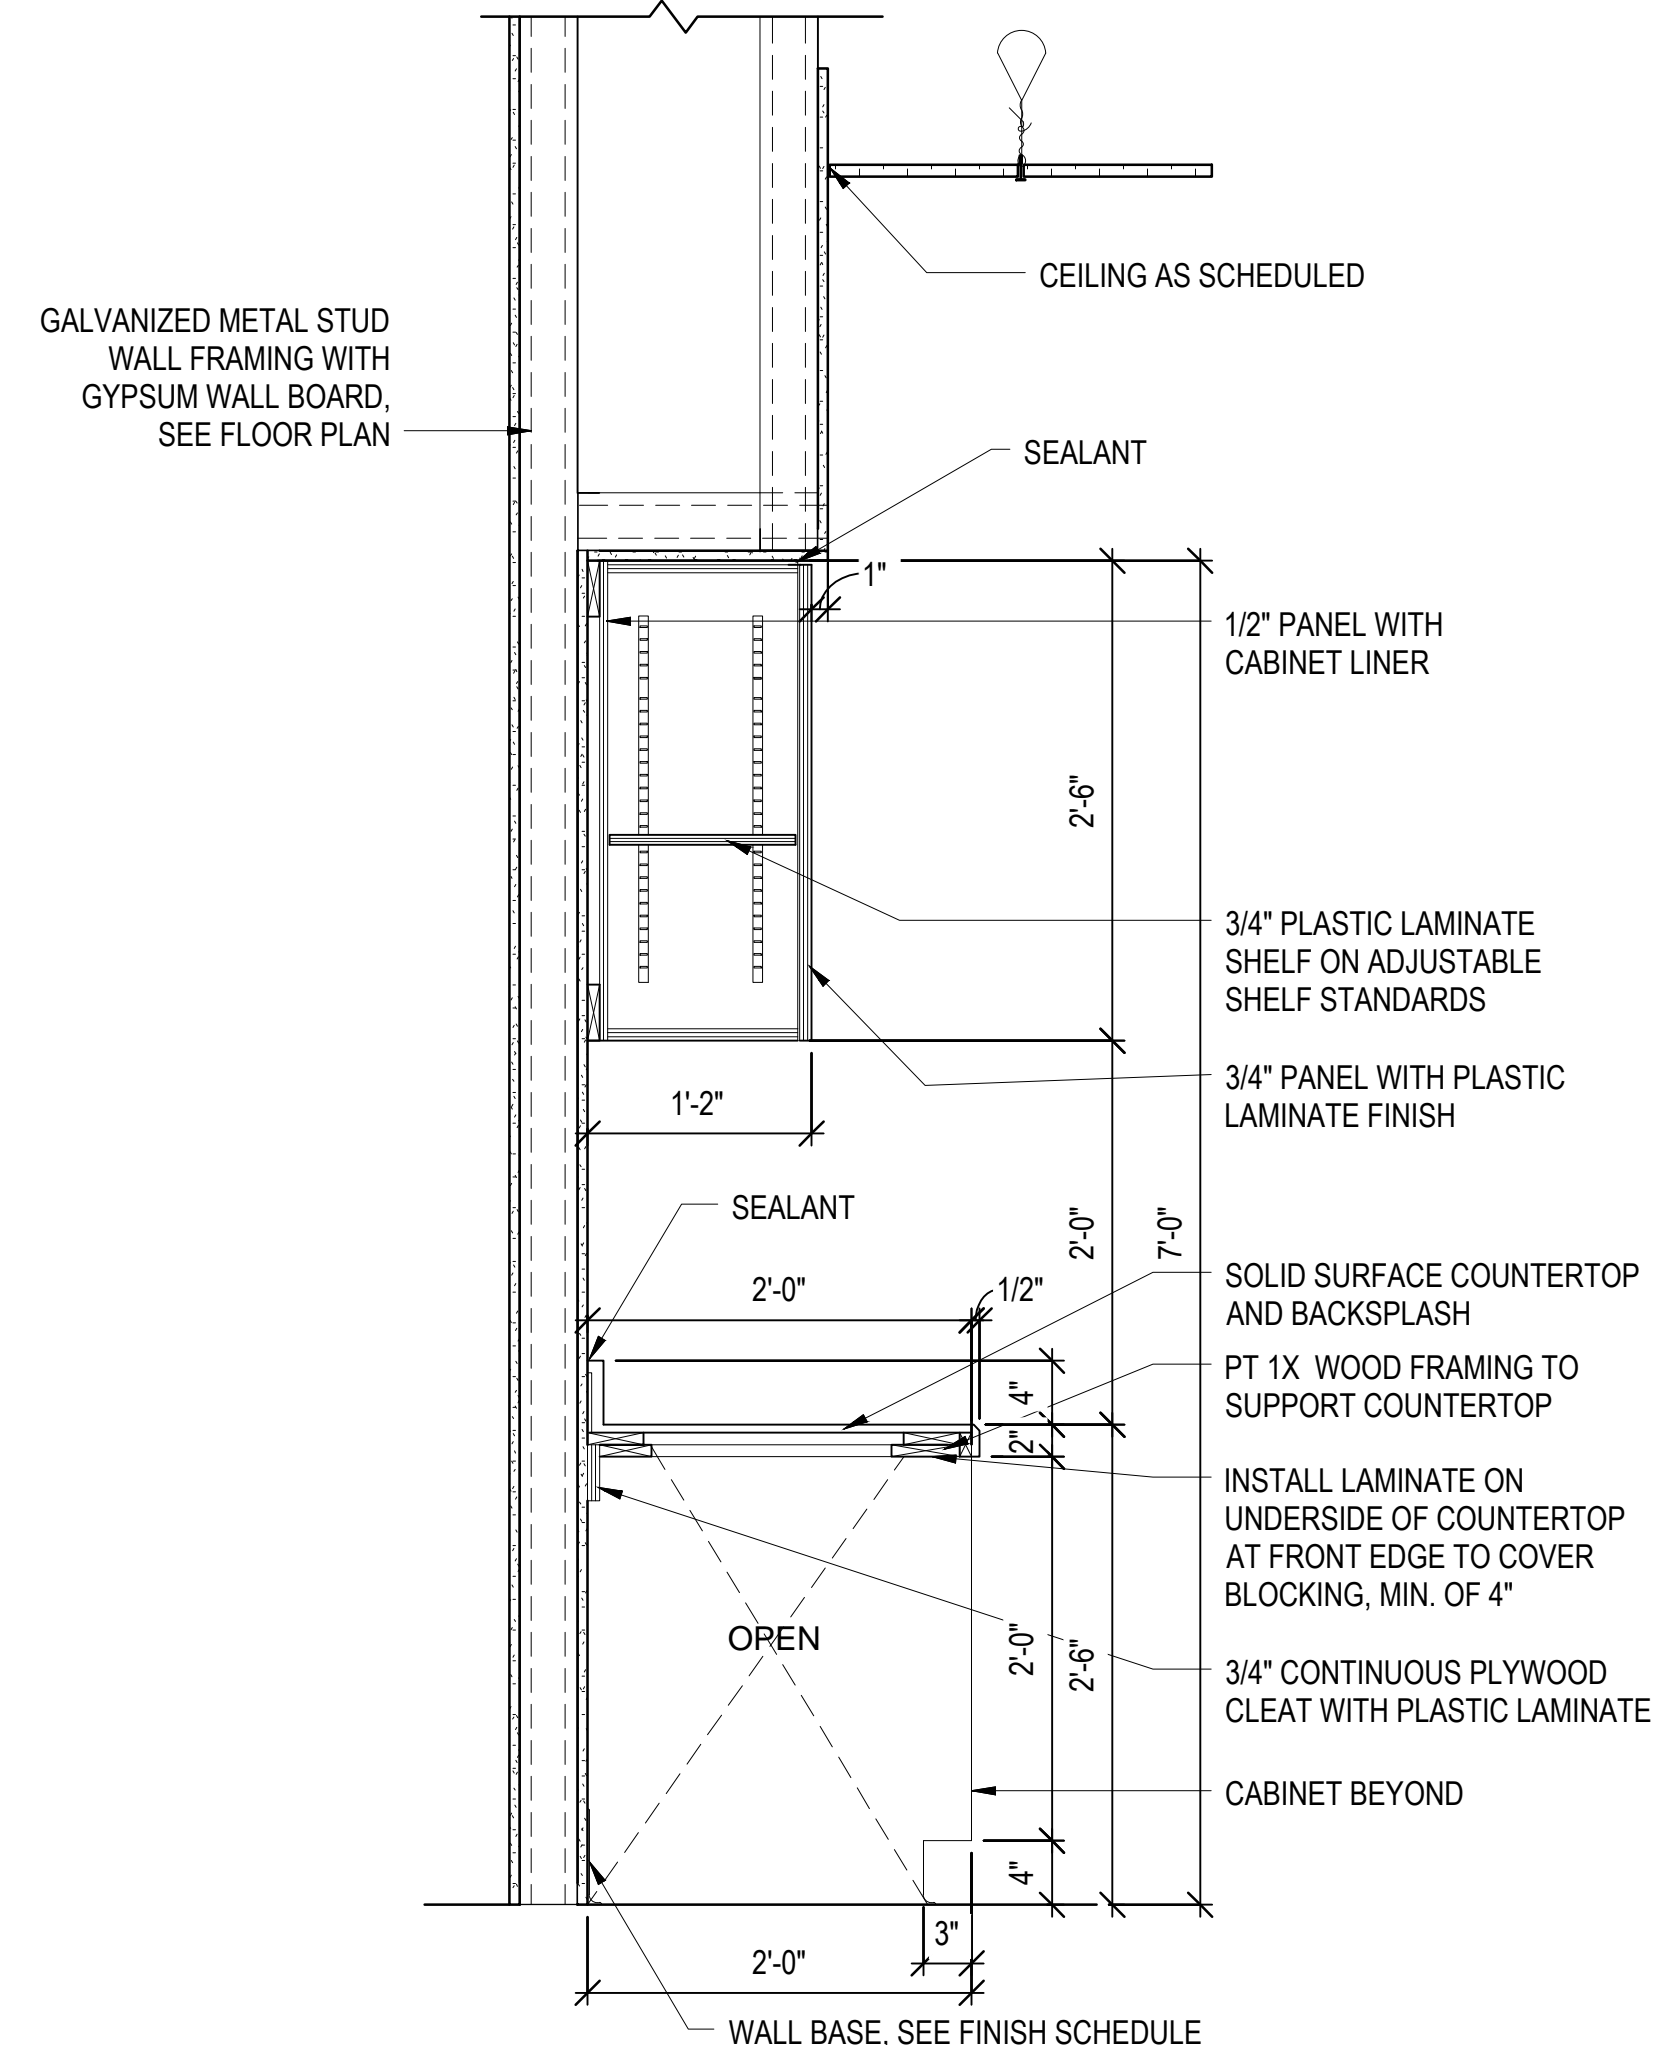 CEILING AS SCHEDULED
GALVANIZED METAL STUD
WALL FRAMING WITH
GYPSUM WALL BOARD,
SEE FLOOR PLAN
SEALANT
1"
1/2" PANEL WITH
CABINET LINER
2'-6"
3/4" PLASTIC LAMINATE
SHELF ON ADJUSTABLE
SHELF STANDARDS
3/4" PANEL WITH PLASTIC
LAMINATE FINISH
1'-2"
SEALANT
2'-0"
7'-0"
2'-0"
1/2"
SOLID SURFACE COUNTERTOP
AND BACKSPLASH
4"
PT 1X WOOD FRAMING TO
SUPPORT COUNTERTOP
2"
INSTALL LAMINATE ON
UNDERSIDE OF COUNTERTOP
AT FRONT EDGE TO COVER
BLOCKING, MIN. OF 4"
OPEN
2'-0"
2'-6"
3/4" CONTINUOUS PLYWOOD
CLEAT WITH PLASTIC LAMINATE
CABINET BEYOND
4"
3"
2'-0"
WALL BASE, SEE FINISH SCHEDULE